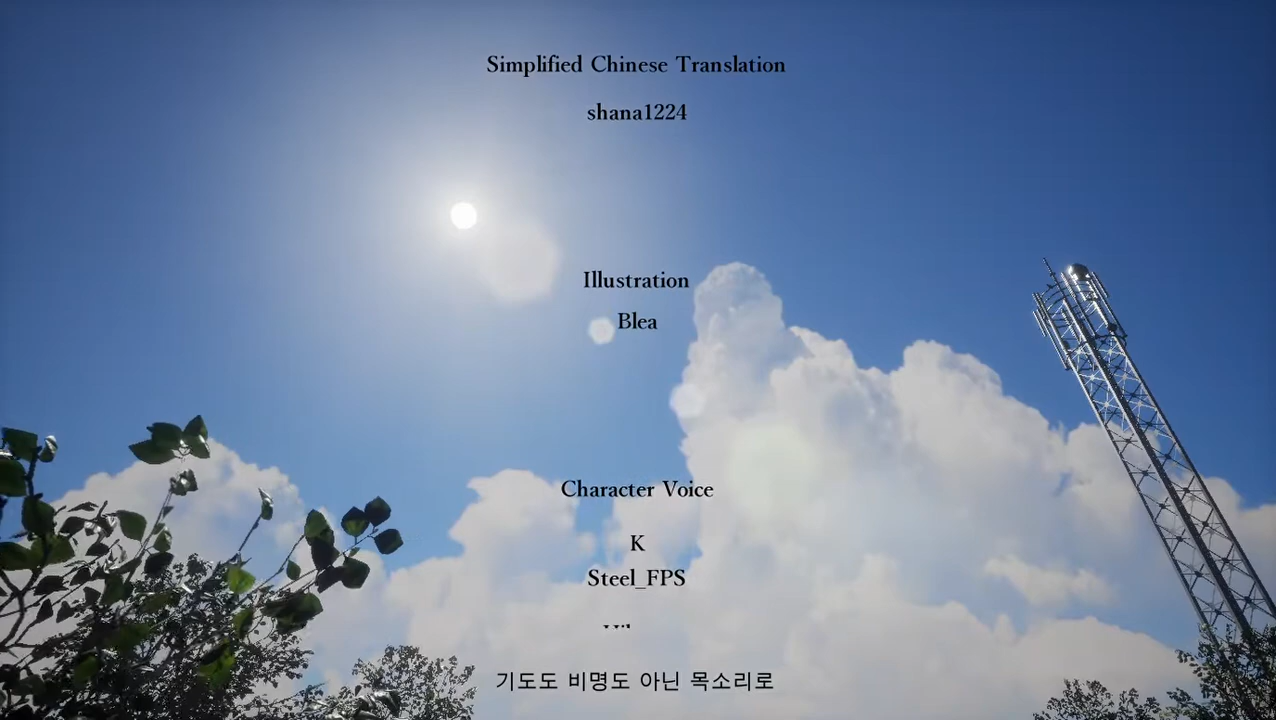 Simplified Chinese Translation
shana1224
Illustration
Blea
Character Voice
K
Steel_FPS
기도도 비명도 아닌 목소리로